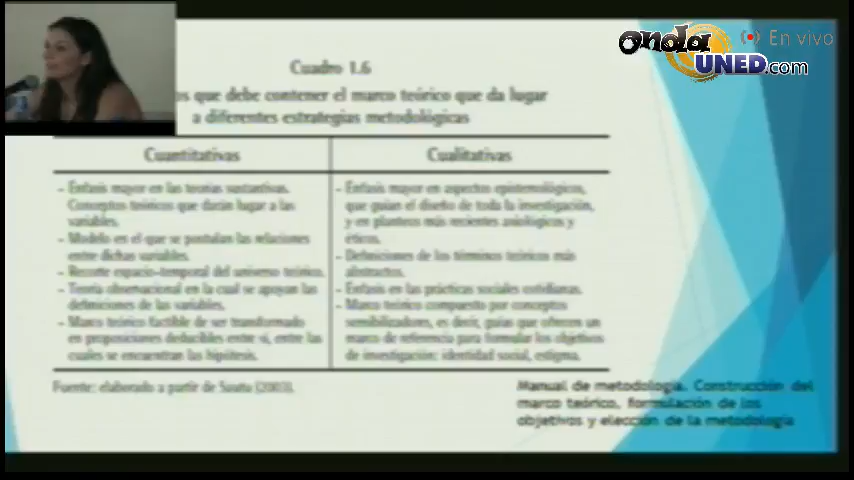 onda UNED.com
En vivo
Cuadro 1.6
que debe contener el marco teórico que da lugar
a diferentes estrategias metodológicas
Cuantitativas
- Énfasis mayor en las teorías sustantivas.
Conceptos teóricos que darán lugar a las
variables.
- Modelo en el que se postulan las relaciones
entre dichas variables.
- Recorte espacio-temporal del universo teórico.
- Teoría observacional en la cual se apoyan las
definiciones de las variables.
- Marco teórico factible de ser transformado
en proposiciones deducibles entre sí, entre las
cuales se encuentran las hipótesis.
Cualitativas
- Énfasis mayor en aspectos epistemológicos,
que guían el diseño de toda la investigación,
y en planteos más recientes axiológicos y
éticos.
- Definiciones de los términos teóricos más
abstractos.
- Énfasis en las prácticas sociales cotidianas.
- Marco teórico compuesto por conceptos
sensibilizadores, es decir, guías que ofrecen un
marco de referencia para formular los objetivos
de investigación: identidad social, estigma.
Fuente: elaborado a partir de Sautu (2003).
Manual de metodología. Construcción del
marco teórico, formulación de los
objetivos y elección de la metodología